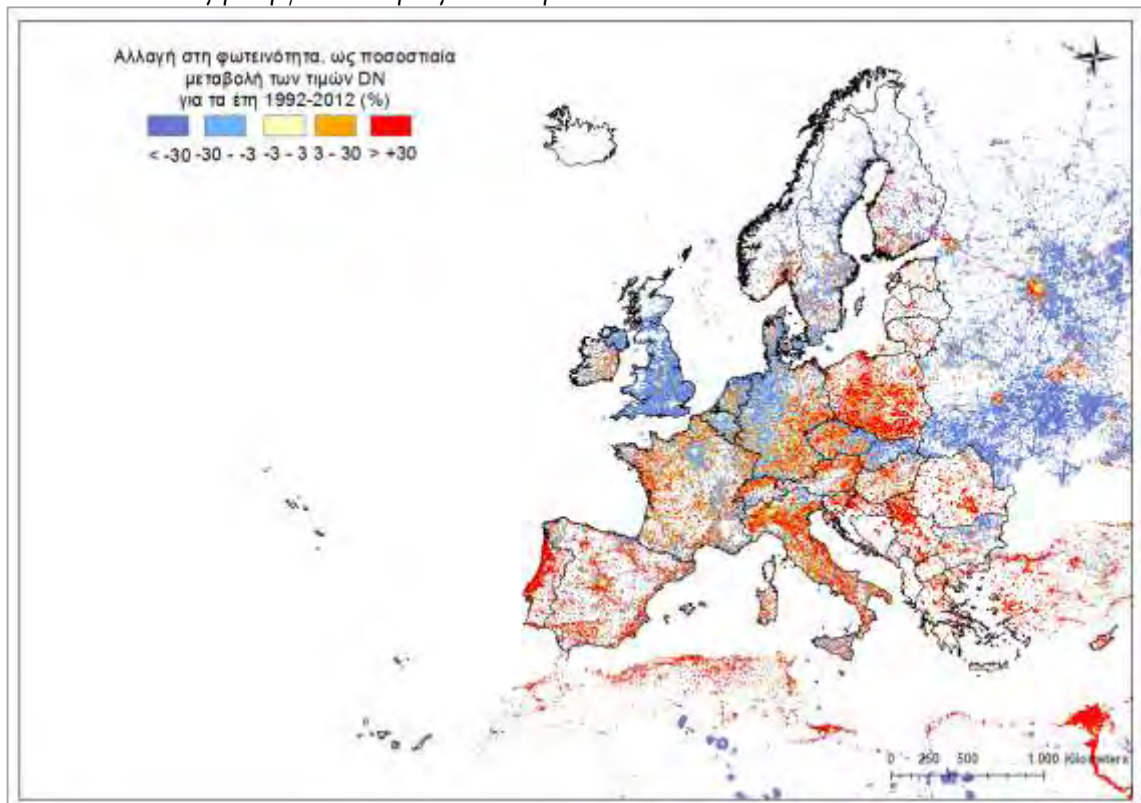 Αλλαγή στη φωτεινότητα, ως ποσοστιαία
μεταβολή των τιμών DN
για τα έτη 1992-2012 (%)
< -30 -30 - -3 -3 - 3 3 - 30 > +30
0 250 500 1.000 Kilometers